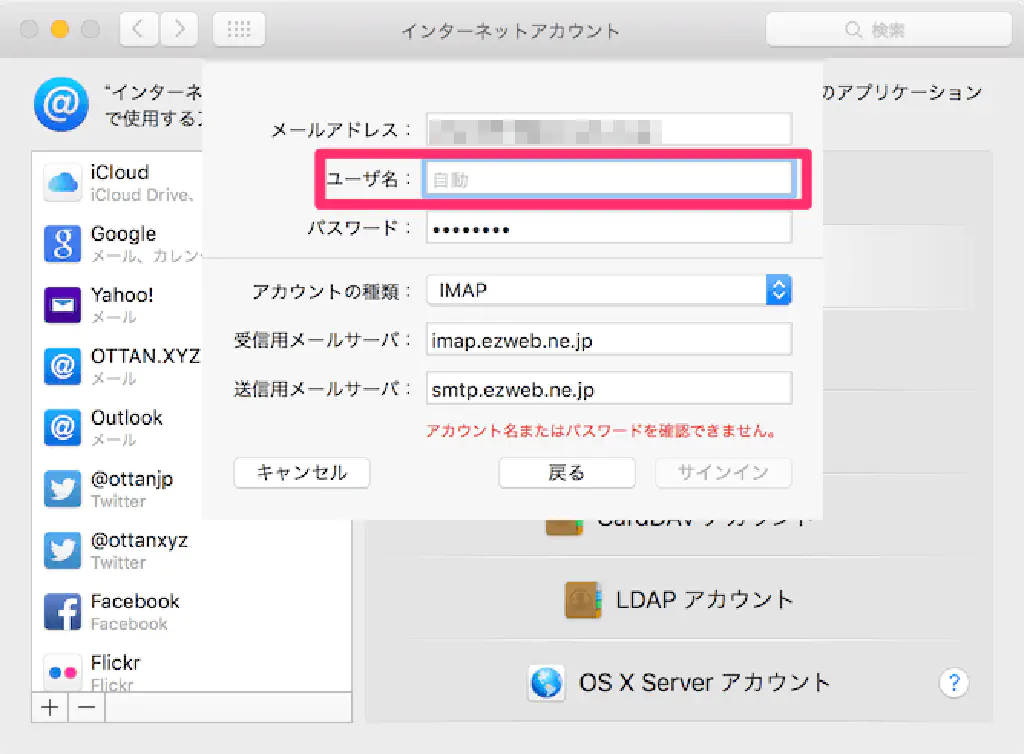 インターネットアカウント
検索
“インターネ
のアプリケーション
で使用する
メールアドレス：
ユーザ名：
自動
パスワード：
••••••••
アカウントの種類：
IMAP
受信用メールサーバ：
imap.ezweb.ne.jp
送信用メールサーバ：
smtp.ezweb.ne.jp
アカウント名またはパスワードを確認できません。
キャンセル
戻る
サインイン
iCloud
iCloud Drive、
Google
メール、カレン
Yahoo!
メール
OTTAN.XYZ
メール
Outlook
メール
@ottanjp
Twitter
@ottanxyz
Twitter
Facebook
Facebook
Flickr
Flickr
CardDAV アカウント
LDAP アカウント
OS X Server アカウント
?